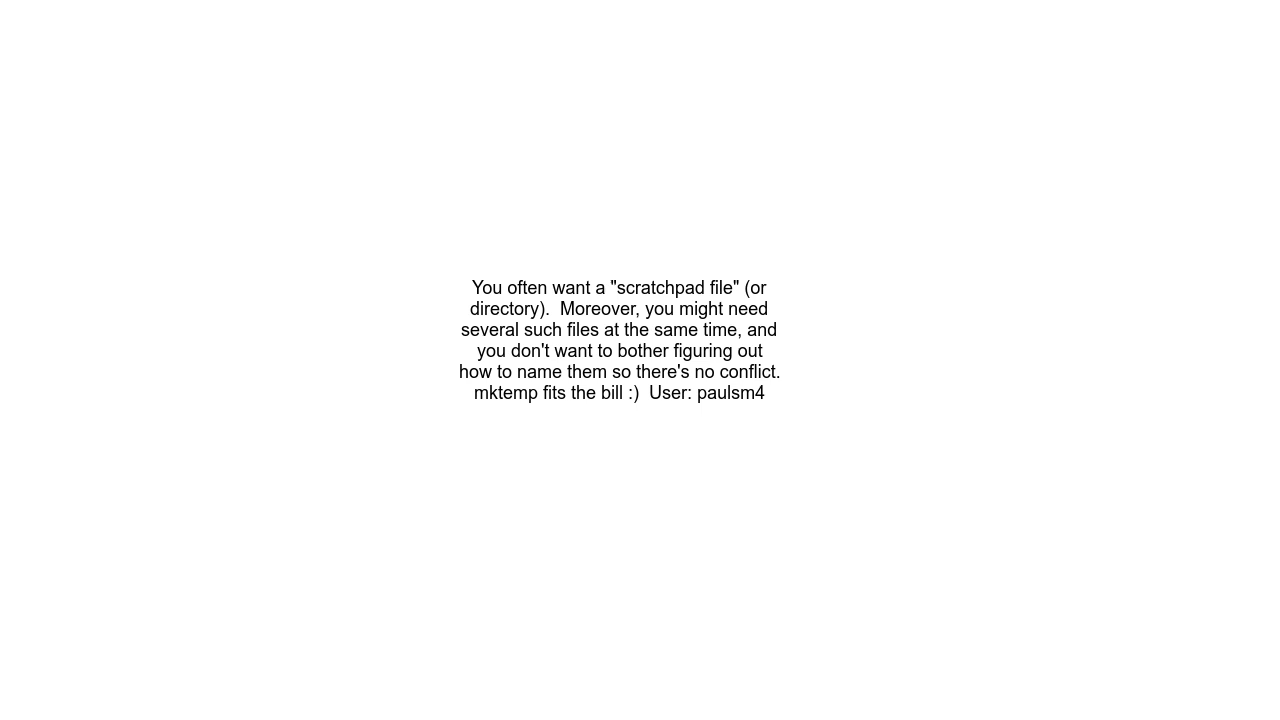 You often want a "scratchpad file" (or
directory).  Moreover, you might need
several such files at the same time, and
you don't want to bother figuring out
how to name them so there's no conflict.
mktemp fits the bill :)  User: paulsm4